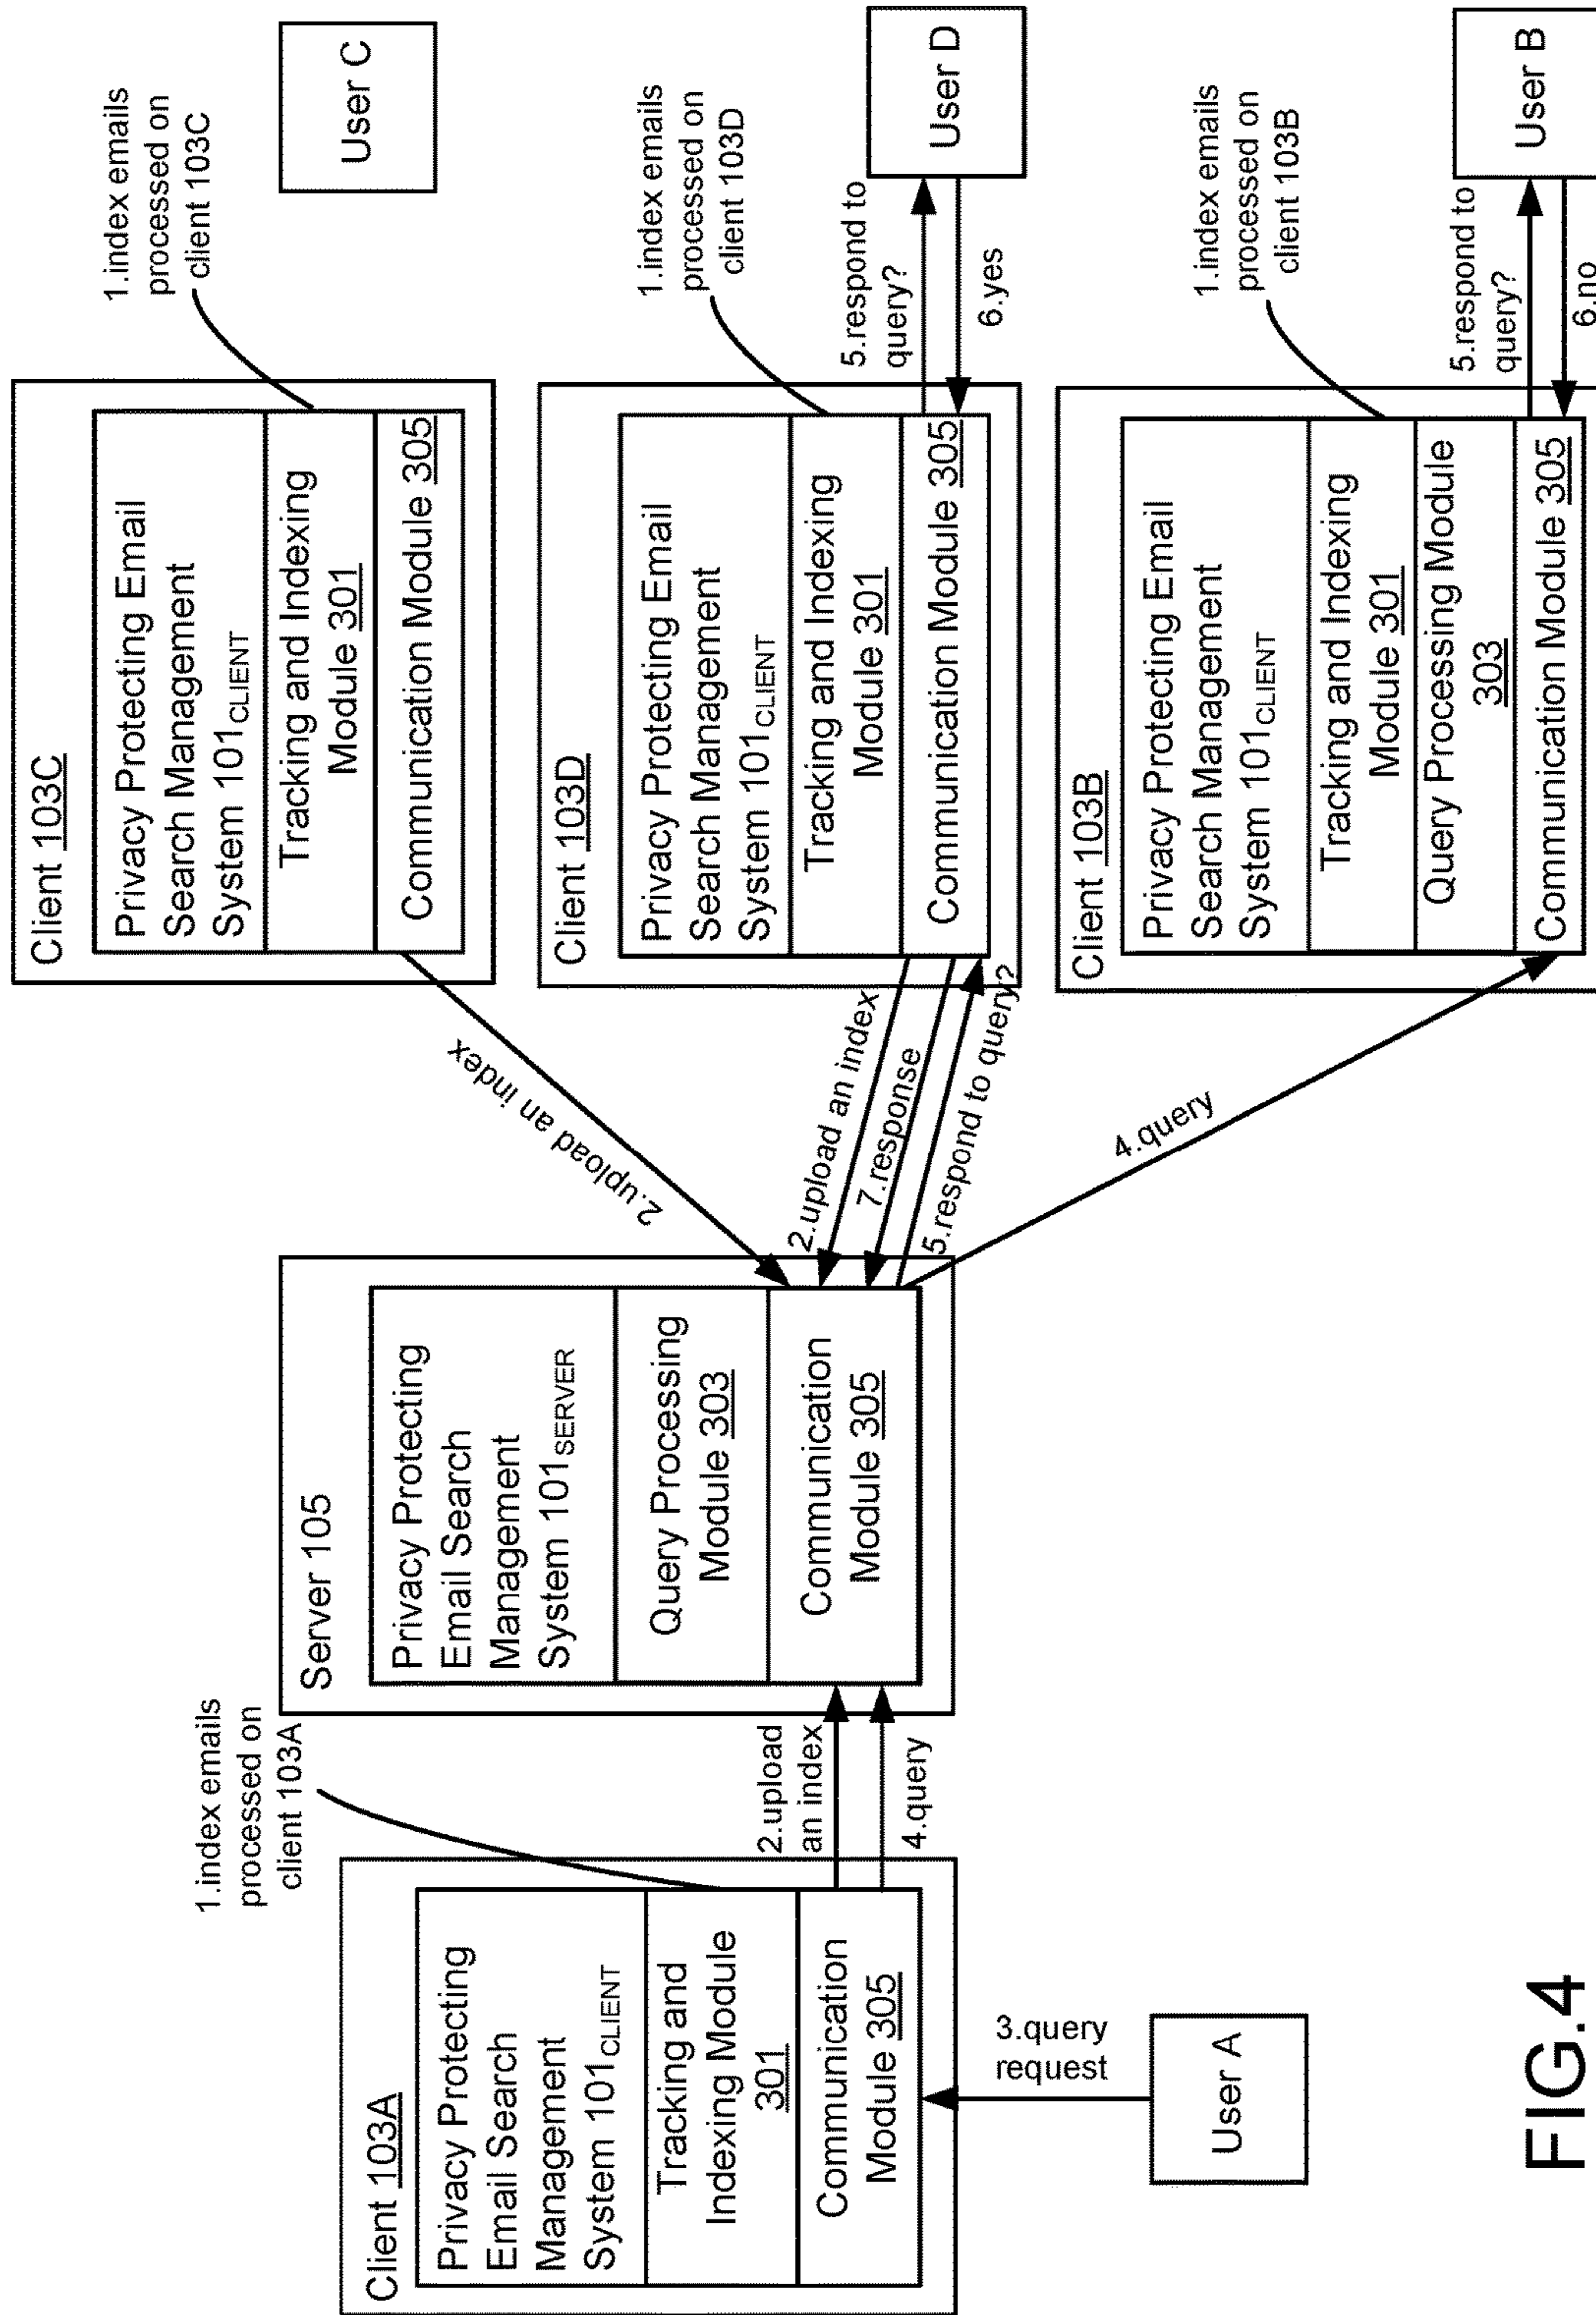 Client 103A
Privacy Protecting
Email Search
Management
System 101CLIENT
Tracking and
Indexing Module
301
Communication
Module 305
1.index emails
processed on
client 103A
3.query
request
User A
2.upload
an index
4.query
Server 105
Privacy Protecting
Email Search
Management
System 101SERVER
Query Processing
Module 303
Communication
Module 305
2.upload an index
2.upload an index
7.response
5.respond to query?
4.query
Client 103C
Privacy Protecting Email
Search Management
System 101CLIENT
Tracking and Indexing
Module 301
Communication Module 305
1.index emails
processed on
client 103C
User C
Client 103D
Privacy Protecting Email
Search Management
System 101CLIENT
Tracking and Indexing
Module 301
Communication Module 305
1.index emails
processed on
client 103D
5.respond to
query?
6.yes
User D
Client 103B
Privacy Protecting Email
Search Management
System 101CLIENT
Tracking and Indexing
Module 301
Query Processing Module
303
Communication Module 305
1.index emails
processed on
client 103B
5.respond to
query?
6.no
User B
FIG.4